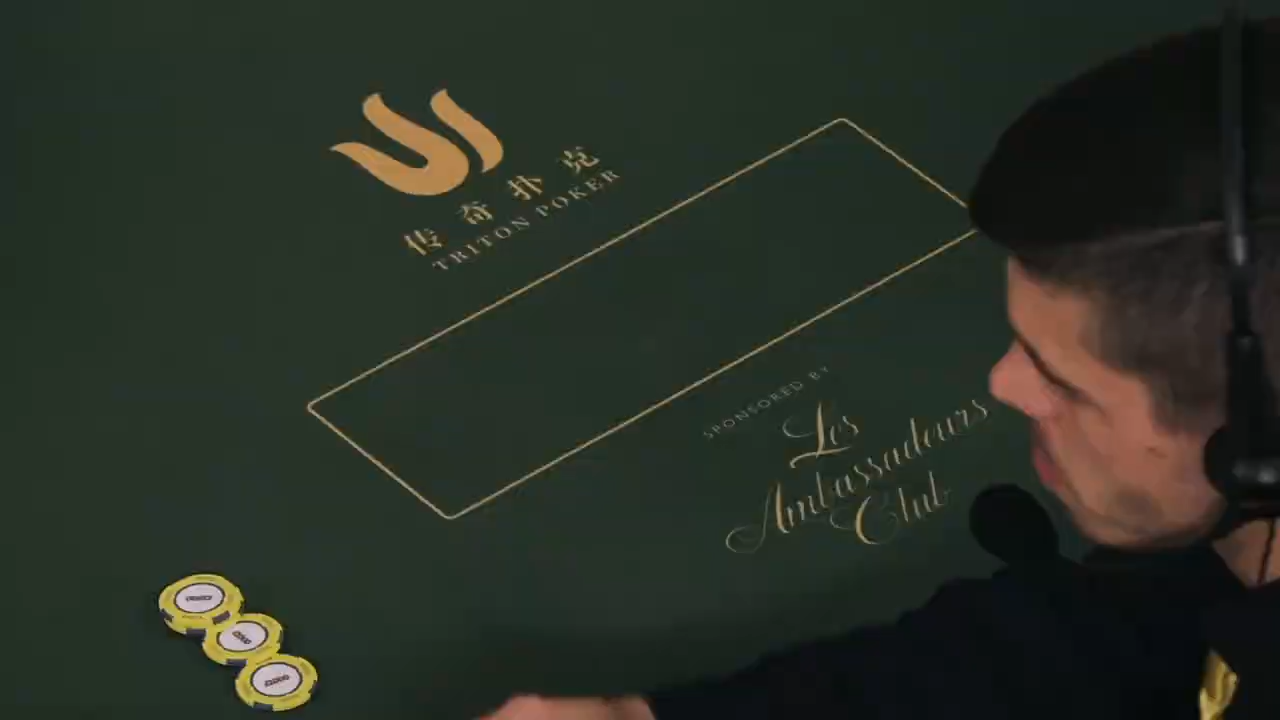 传奇扑克
TRITON POKER
SPONSORED BY
Les
Ambassadeurs
Club